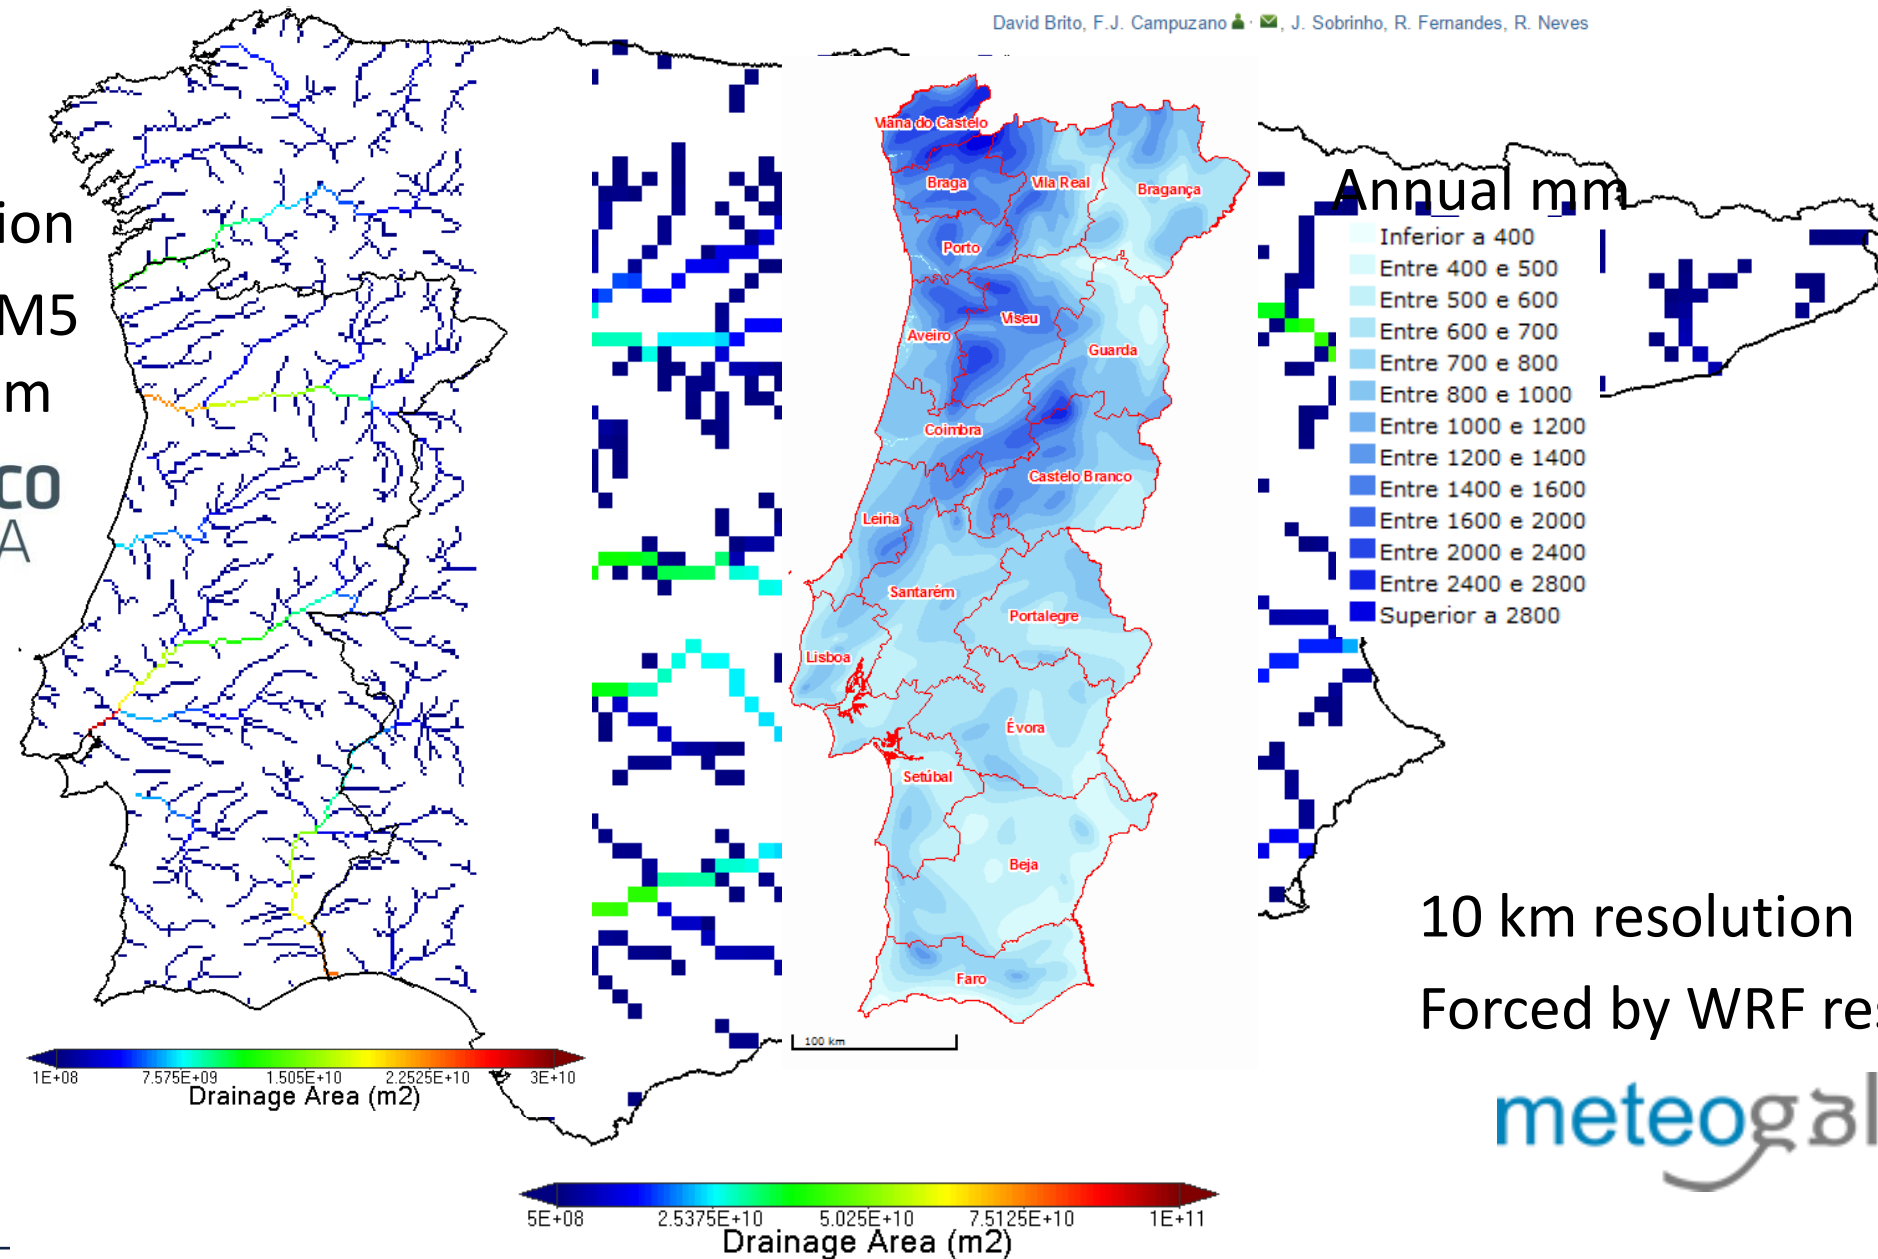 David Brito, F.J. Campuzano, J. Sobrinho, R. Fernandes, R. Neves
ion
M5
m
CO
A
Viana do Castelo
Braga
Vila Real
Bragança
Porto
Viseu
Aveiro
Guarda
Coimbra
Castelo Branco
Leiria
Santarém
Portalegre
Lisboa
Évora
Setúbal
Beja
Faro
100 km
Annual mm
Inferior a 400
Entre 400 e 500
Entre 500 e 600
Entre 600 e 700
Entre 700 e 800
Entre 800 e 1000
Entre 1000 e 1200
Entre 1200 e 1400
Entre 1400 e 1600
Entre 1600 e 2000
Entre 2000 e 2400
Entre 2400 e 2800
Superior a 2800
10 km resolution
Forced by WRF res
meteogal
1E+08 7.575E+09 1.505E+10 2.2525E+10 3E+10
Drainage Area (m2)
5E+08 2.5375E+10 5.025E+10 7.5125E+10 1E+11
Drainage Area (m2)